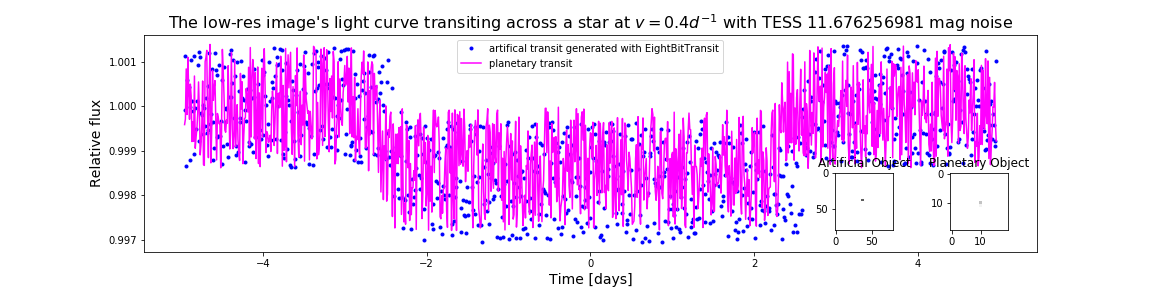 The low-res image's light curve transiting across a star at v = 0.4d⁻¹ with TESS 11.676256981 mag noise
artifical transit generated with EightBitTransit
planetary transit
Relative flux
1.001
1.000
0.999
0.998
0.997
Artificial Object
Planetary Object
0
50
0 50
0
10
0 10
−4 −2 0 2 4
Time [days]